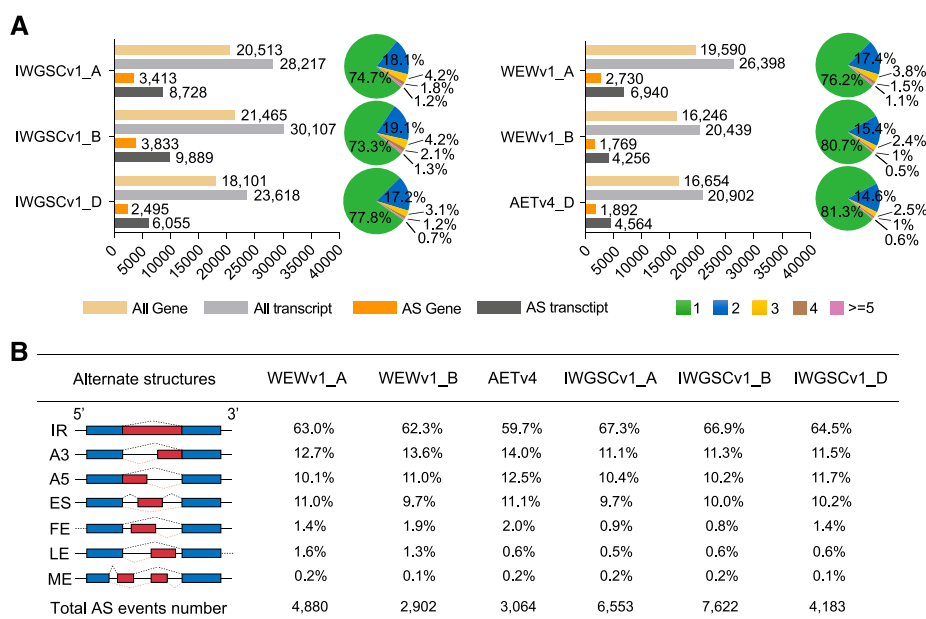 A
IWGSCv1_A
20,513
28,217
3,413
8,728
74.7%
18.1%
4.2%
1.8%
1.2%
IWGSCv1_B
21,465
30,107
3,833
9,889
73.3%
19.1%
4.2%
2.1%
1.3%
IWGSCv1_D
18,101
23,618
2,495
6,055
77.8%
17.2%
3.1%
1.2%
0.7%
0 5000 10000 15000 20000 25000 30000 35000 40000
WEWv1_A
19,590
26,398
2,730
6,940
76.2%
17.4%
3.8%
1.5%
1.1%
WEWv1_B
16,246
20,439
1,769
4,256
80.7%
15.4%
2.4%
1%
0.5%
AETv4_D
16,654
20,902
1,892
4,564
81.3%
14.6%
2.5%
1%
0.6%
0 5000 10000 15000 20000 25000 30000 35000 40000
All Gene All transcript AS Gene AS transtipt 1 2 3 4 >=5
B
Alternate structures WEWv1_A WEWv1_B AETv4 IWGSCv1_A IWGSCv1_B IWGSCv1_D
5' 3'
IR 63.0% 62.3% 59.7% 67.3% 66.9% 64.5%
A3 12.7% 13.6% 14.0% 11.1% 11.3% 11.5%
A5 10.1% 11.0% 12.5% 10.4% 10.2% 11.7%
ES 11.0% 9.7% 11.1% 9.7% 10.0% 10.2%
FE 1.4% 1.9% 2.0% 0.9% 0.8% 1.4%
LE 1.6% 1.3% 0.6% 0.5% 0.6% 0.6%
ME 0.2% 0.1% 0.2% 0.2% 0.2% 0.1%
Total AS events number 4,880 2,902 3,064 6,553 7,622 4,183